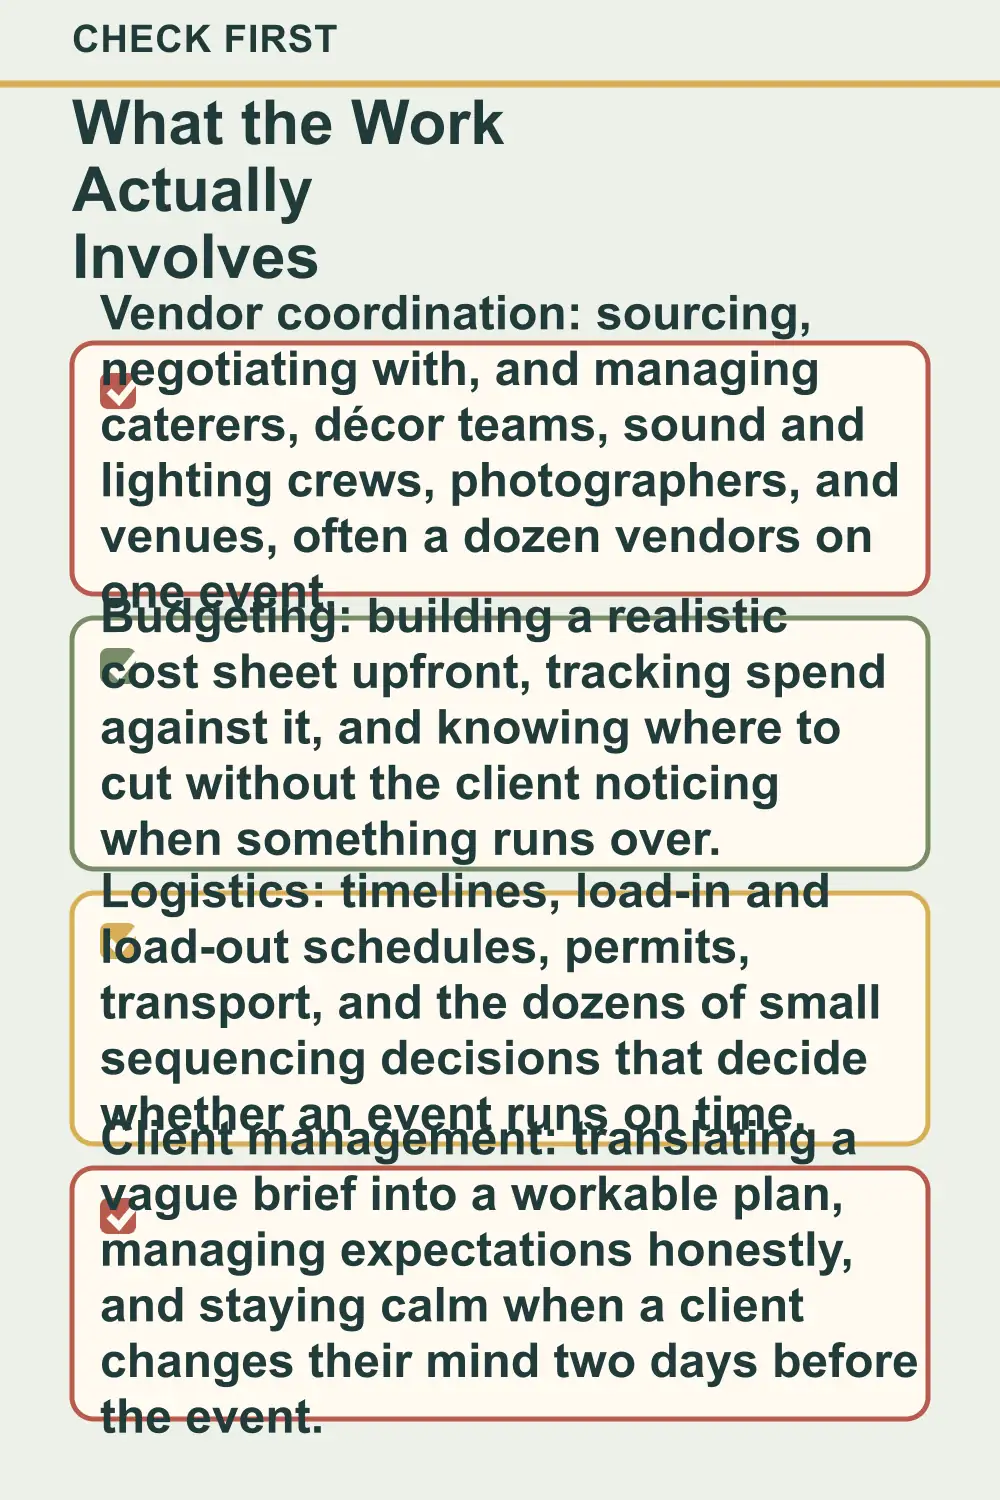 CHECK FIRST
What the Work
Actually
Involves
Vendor coordination: sourcing,
negotiating with, and managing
caterers, décor teams, sound and
lighting crews, photographers, and
venues, often a dozen vendors on
one event.
Budgeting: building a realistic
cost sheet upfront, tracking spend
against it, and knowing where to
cut without the client noticing
when something runs over.
Logistics: timelines, load-in and
load-out schedules, permits,
transport, and the dozens of small
sequencing decisions that decide
whether an event runs on time.
Client management: translating a
vague brief into a workable plan,
managing expectations honestly,
and staying calm when a client
changes their mind two days before
the event.